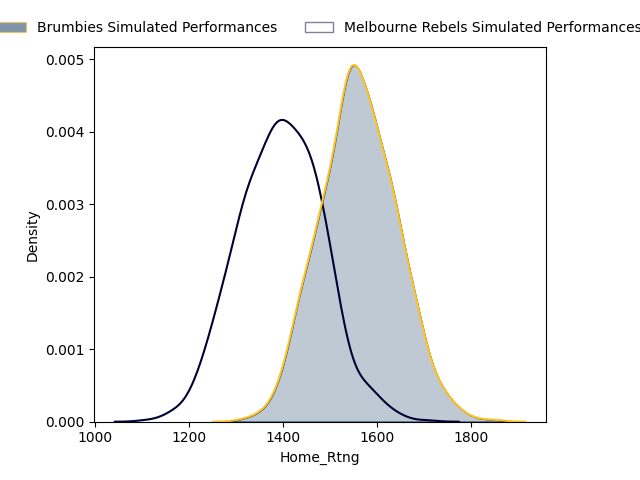 Brumbies Simulated Performances
Melbourne Rebels Simulated Performances
0.005
0.004
0.003
0.002
0.001
0.000
Density
1000 1200 1400 1600 1800
Home_Rtng